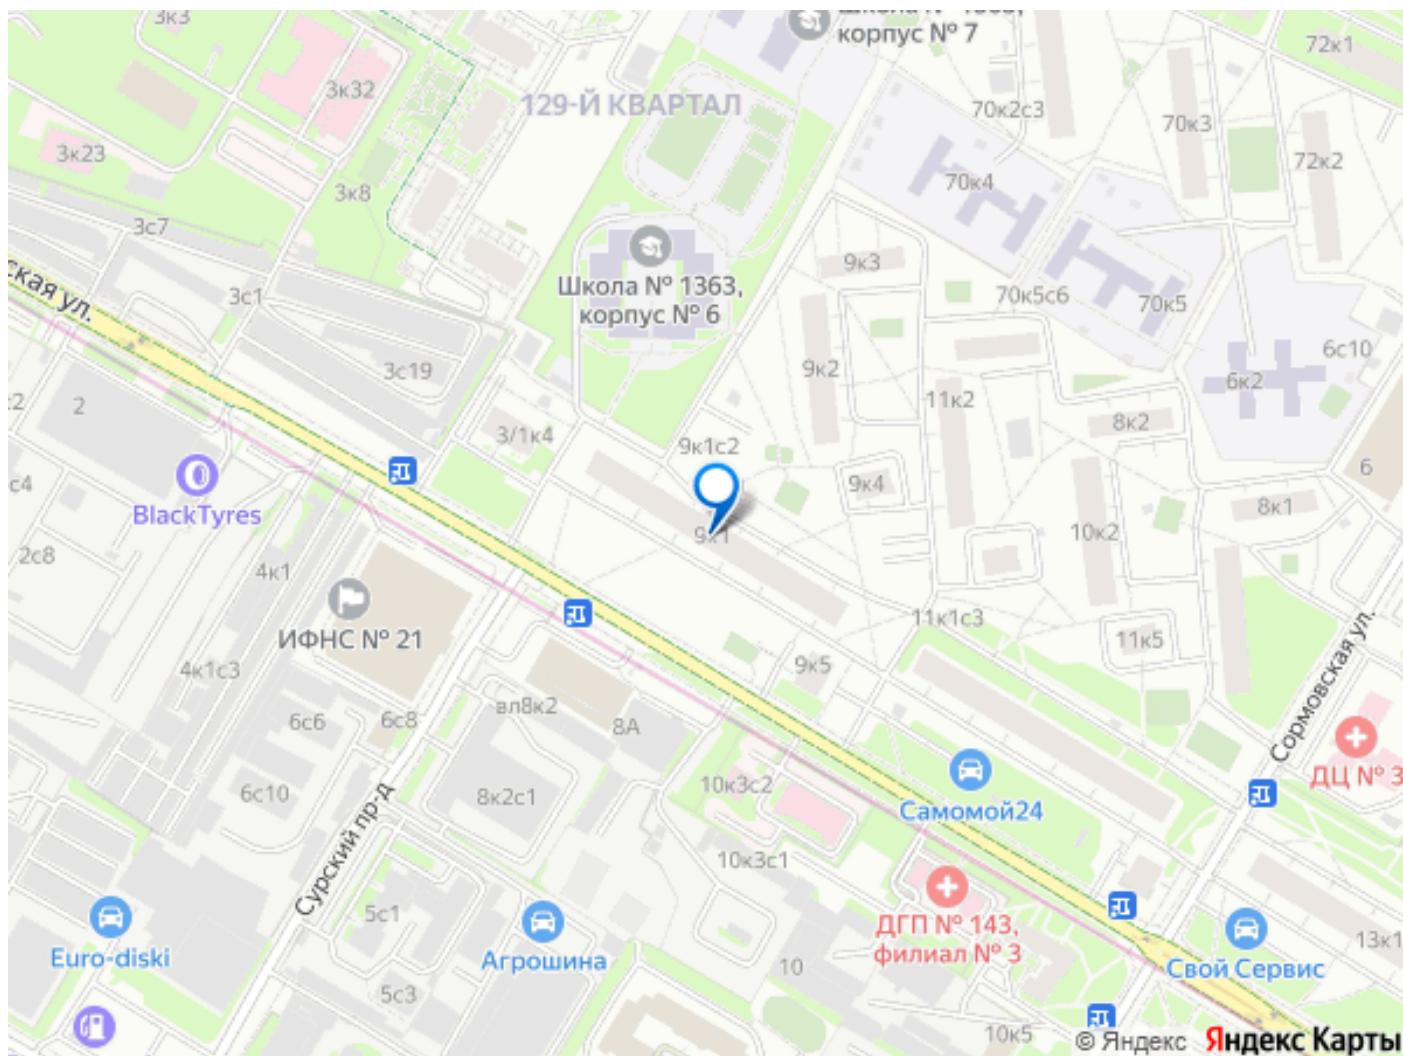 3к3
Школа № 1363,
корпус № 7
72к1
3к32
129-Й КВАРТАЛ
70к2с3
70к3
3к23
72к2
3к8
70к4
3с7
9к3
Школа № 1363,
корпус № 6
3с1
70к5с6
70к5
ская ул.
6с10
3с19
9к2
6к2
2
11к2
8к2
3/1к4
9к1с2
6
с4
9к4
BlackTyres
8к1
9к1
10к2
2с8
4к1
11к1с3
ИФНС № 21
11к5
4к1с3
9к5
Сормовская ул.
6с6
6с8
вл8к2
8А
ДЦ № 3
10к3с2
Самомой24
6с10
8к2с1
Сурский пр-д
10к3с1
5с1
ДГП № 143,
филиал № 3
13к1
Euro-diski
Агрошина
10
Свой Сервис
5с3
10к5
© Яндекс Яндекс Карты